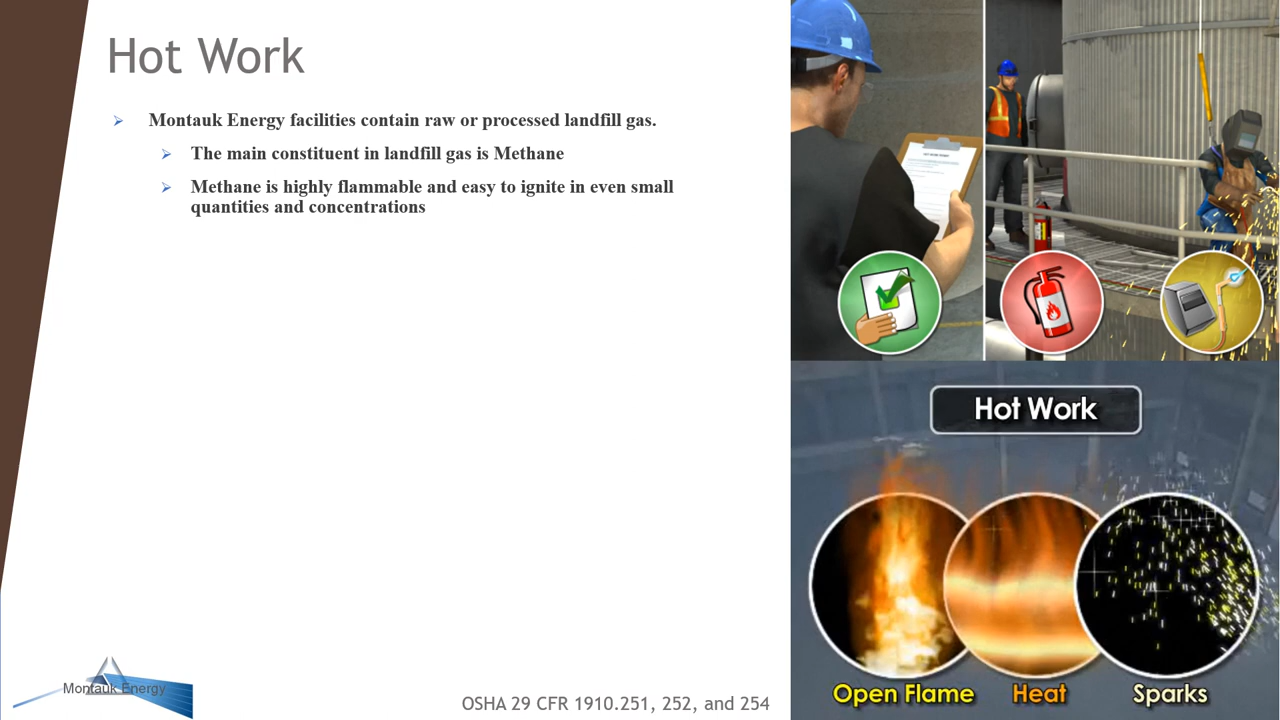 Hot Work
Montauk Energy facilities contain raw or processed landfill gas.
The main constituent in landfill gas is Methane
Methane is highly flammable and easy to ignite in even small
quantities and concentrations
Hot Work
Open Flame
Heat
Sparks
Montauk Energy
OSHA 29 CFR 1910.251, 252, and 254